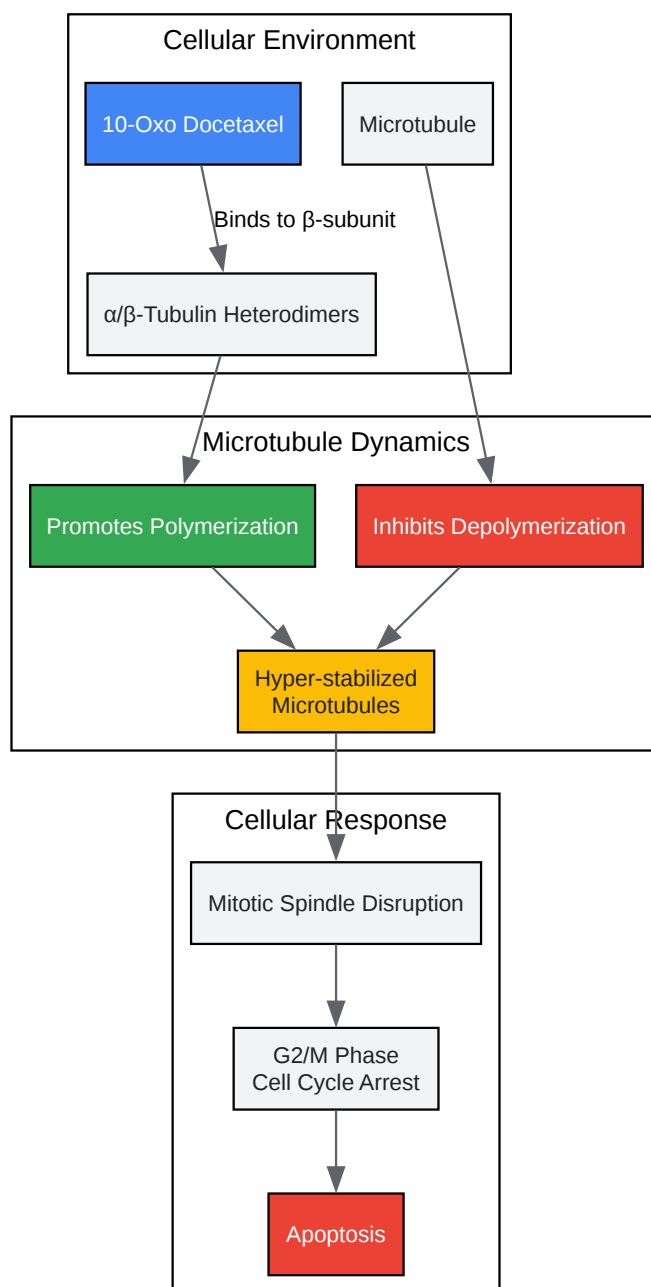 Cellular Environment
10-Oxo Docetaxel
Microtubule
Binds to β-subunit
α/β-Tubulin Heterodimers
Microtubule Dynamics
Promotes Polymerization
Inhibits Depolymerization
Hyper-stabilized
Microtubules
Cellular Response
Mitotic Spindle Disruption
G2/M Phase
Cell Cycle Arrest
Apoptosis